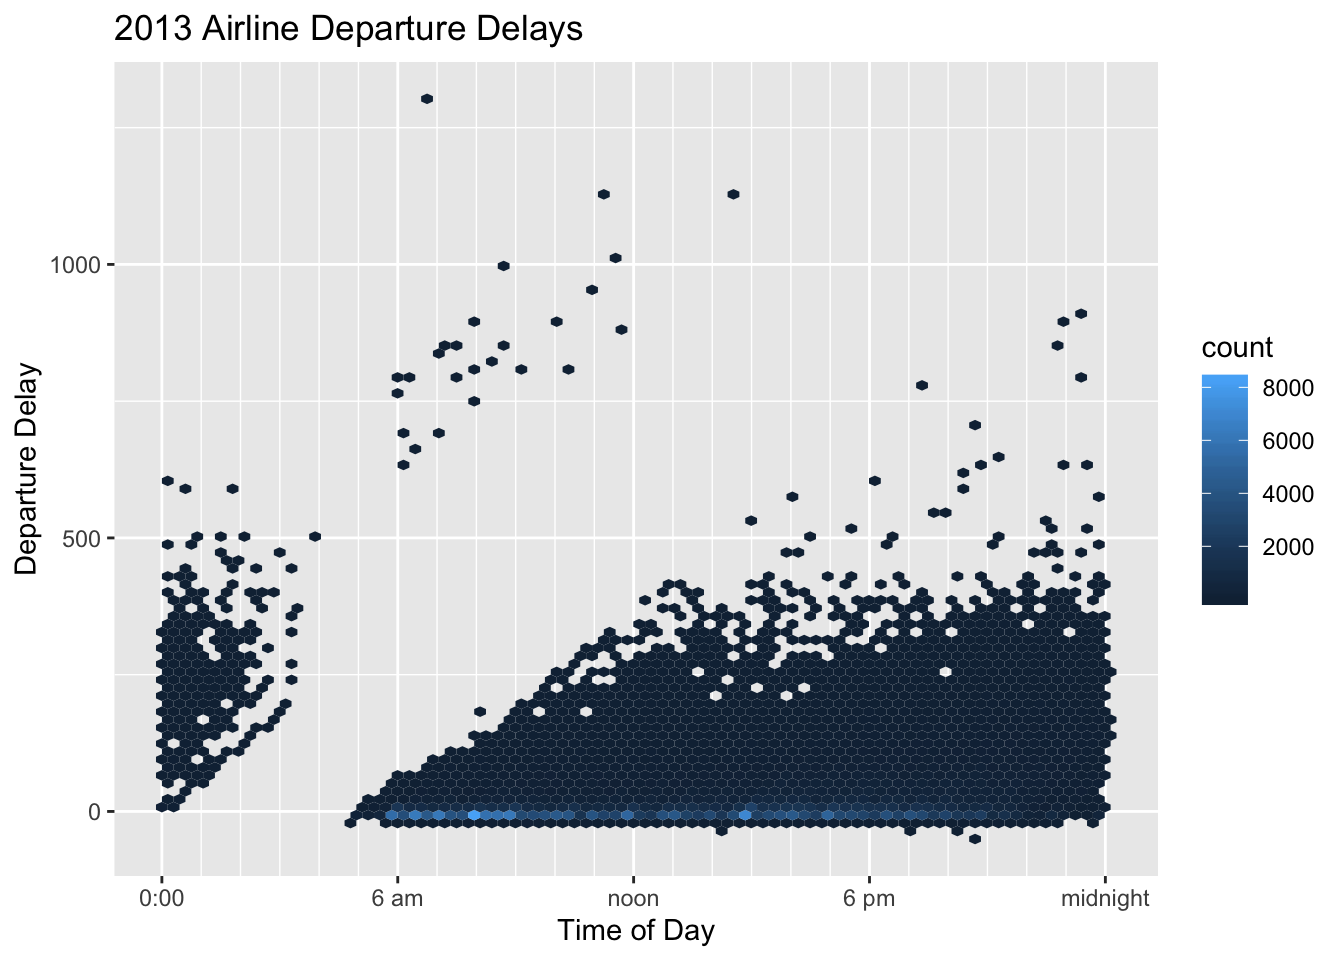 2013 Airline Departure Delays
1000
500
0
Departure Delay
0:00
6 am
noon
6 pm
midnight
Time of Day
count
8000
6000
4000
2000